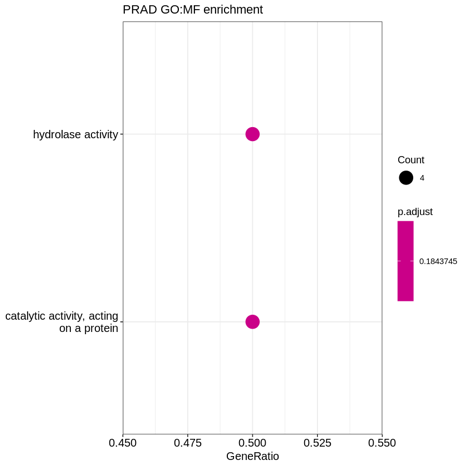 PRAD GO:MF enrichment
hydrolase activity
catalytic activity, acting
on a protein
0.450 0.475 0.500 0.525 0.550
GeneRatio
Count
4
p.adjust
0.1843745